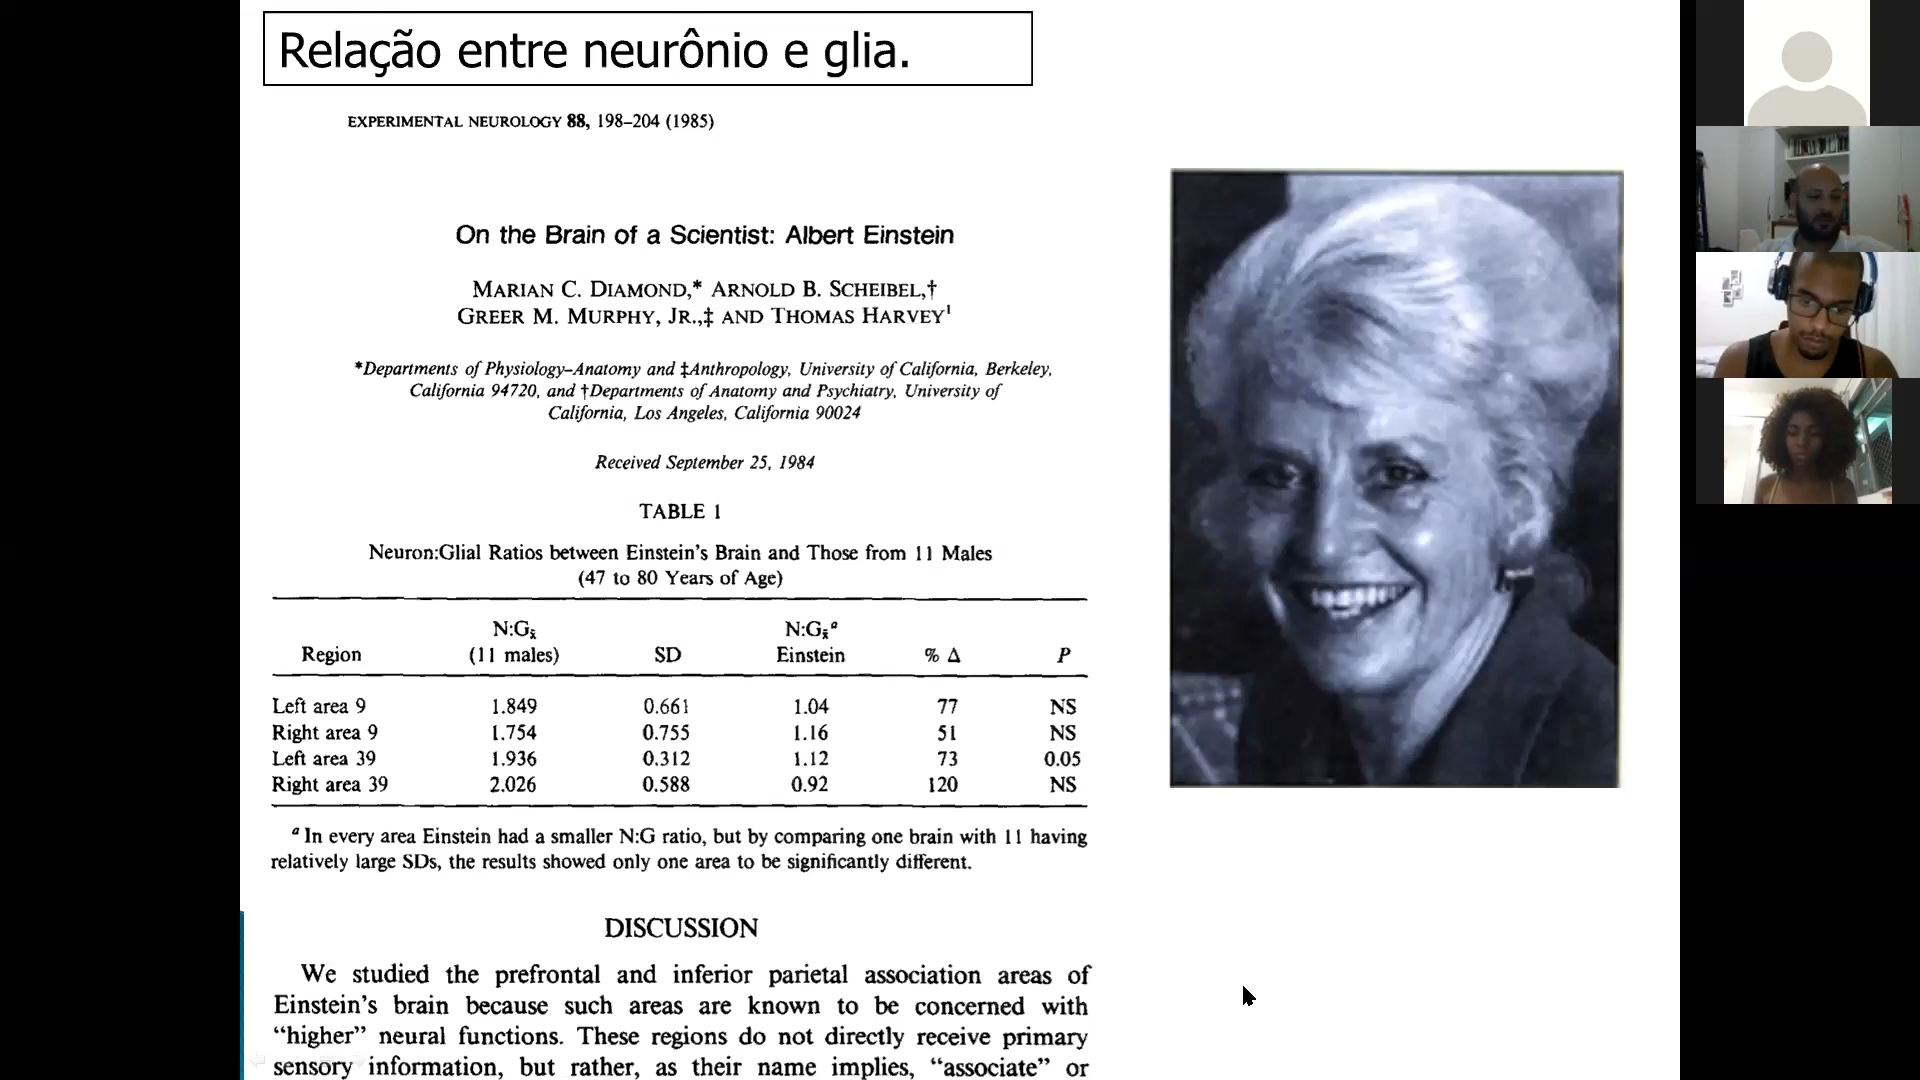 Relação entre neurônio e glia.
EXPERIMENTAL NEUROLOGY 88, 198–204 (1985)
On the Brain of a Scientist: Albert Einstein
MARIAN C. DIAMOND,* ARNOLD B. SCHEIBEL,†
GREER M. MURPHY, JR.,‡ AND THOMAS HARVEY¹
*Departments of Physiology–Anatomy and ‡Anthropology, University of California, Berkeley,
California 94720, and †Departments of Anatomy and Psychiatry, University of
California, Los Angeles, California 90024
Received September 25, 1984
TABLE 1
Neuron:Glial Ratios between Einstein's Brain and Those from 11 Males
(47 to 80 Years of Age)
Region N:Gx̄ (11 males) SD N:Gx̄ᵃ Einstein % Δ P
Left area 9 1.849 0.661 1.04 77 NS
Right area 9 1.754 0.755 1.16 51 NS
Left area 39 1.936 0.312 1.12 73 0.05
Right area 39 2.026 0.588 0.92 120 NS
ᵃ In every area Einstein had a smaller N:G ratio, but by comparing one brain with 11 having
relatively large SDs, the results showed only one area to be significantly different.
DISCUSSION
We studied the prefrontal and inferior parietal association areas of
Einstein's brain because such areas are known to be concerned with
“higher” neural functions. These regions do not directly receive primary
sensory information, but rather, as their name implies, “associate” or